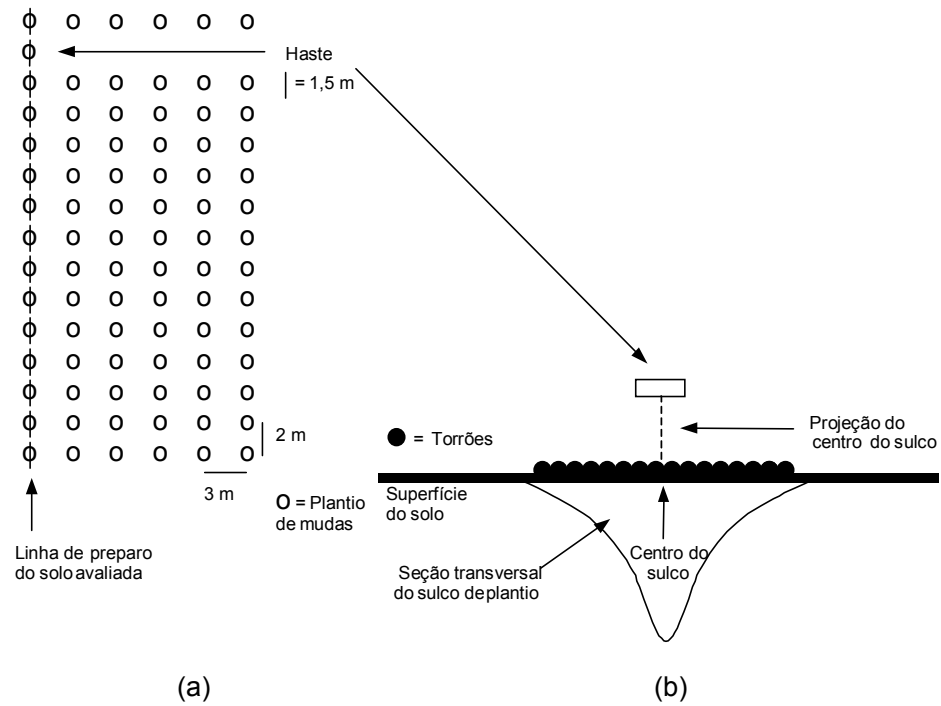 Haste
= 1,5 m
2 m
3 m
O = Plantio
de mudas
Linha de preparo
do solo avaliada
= Torrões
Projeção do
centro do sulco
Superfície
do solo
Centro do
sulco
Seção transversal
do sulco de plantio
(a)
(b)